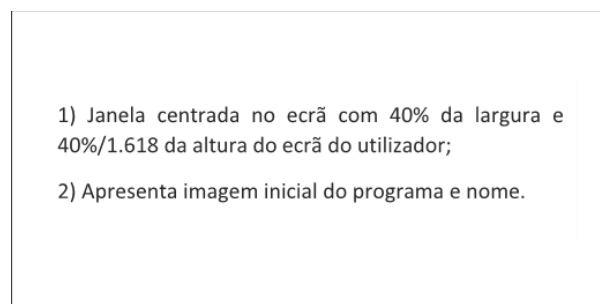 1) Janela centrada no ecrã com 40% da largura e
40%/1.618 da altura do ecrã do utilizador;
2) Apresenta imagem inicial do programa e nome.